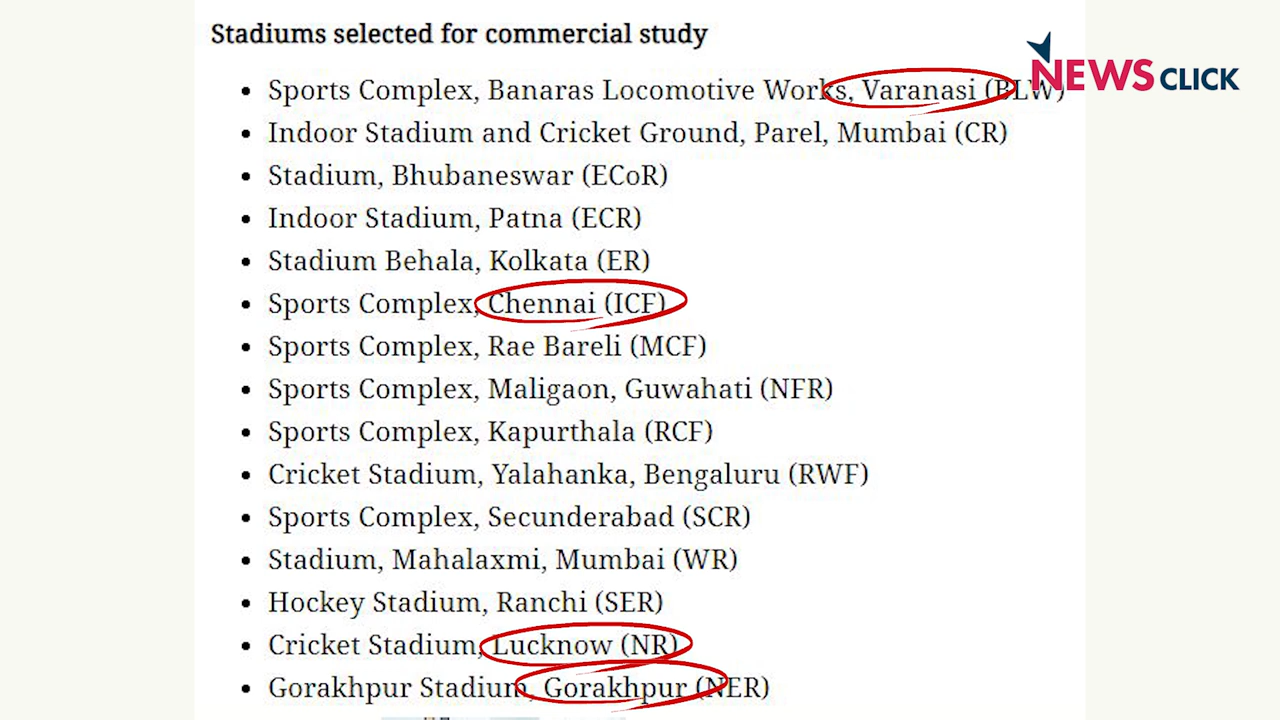 Stadiums selected for commercial study
NEWS CLICK
• Sports Complex, Banaras Locomotive Works, Varanasi (BLW)
• Indoor Stadium and Cricket Ground, Parel, Mumbai (CR)
• Stadium, Bhubaneswar (ECoR)
• Indoor Stadium, Patna (ECR)
• Stadium Behala, Kolkata (ER)
• Sports Complex, Chennai (ICF)
• Sports Complex, Rae Bareli (MCF)
• Sports Complex, Maligaon, Guwahati (NFR)
• Sports Complex, Kapurthala (RCF)
• Cricket Stadium, Yalahanka, Bengaluru (RWF)
• Sports Complex, Secunderabad (SCR)
• Stadium, Mahalaxmi, Mumbai (WR)
• Hockey Stadium, Ranchi (SER)
• Cricket Stadium, Lucknow (NR)
• Gorakhpur Stadium, Gorakhpur (NER)